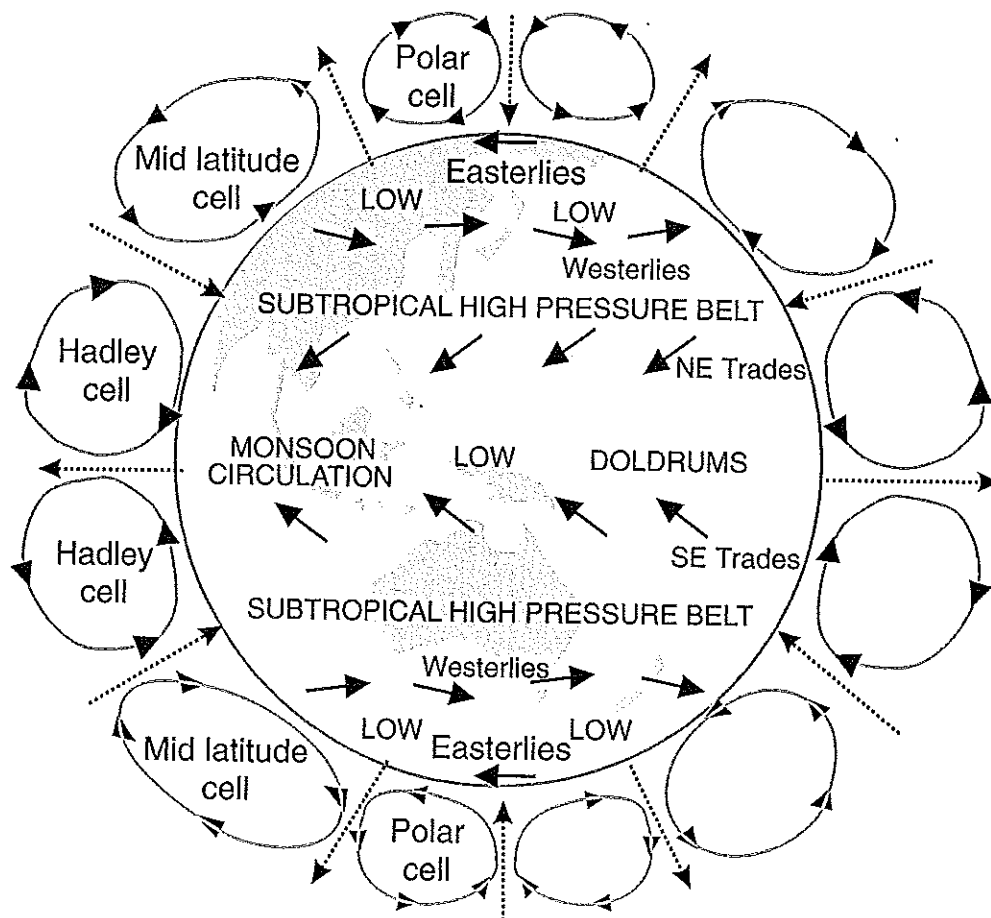 Polar
cell
Mid latitude
cell
Easterlies
LOW
LOW
Westerlies
SUBTROPICAL HIGH PRESSURE BELT
Hadley
cell
NE Trades
MONSOON
CIRCULATION
LOW
DOLDRUMS
Hadley
cell
SE Trades
SUBTROPICAL HIGH PRESSURE BELT
Westerlies
LOW
LOW
Easterlies
Mid latitude
cell
Polar
cell